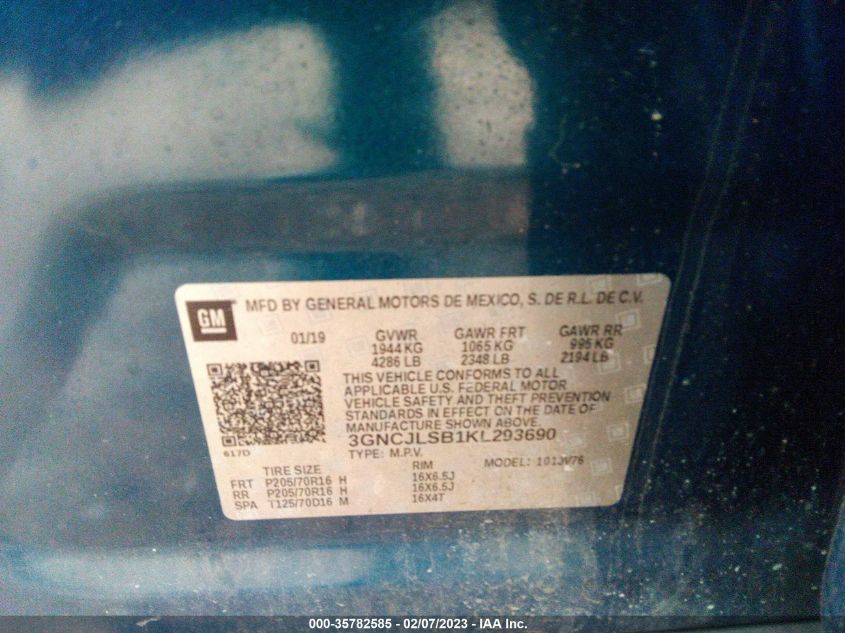 GM
MFD BY GENERAL MOTORS DE MEXICO, S. DE R.L. DE C.V.
01/19 GVWR GAWR FRT GAWR RR
1944 KG 1065 KG 995 KG
4286 LB 2348 LB 2194 LB
THIS VEHICLE CONFORMS TO ALL
APPLICABLE U.S. FEDERAL MOTOR
VEHICLE SAFETY AND THEFT PREVENTION
STANDARDS IN EFFECT ON THE DATE OF
MANUFACTURE SHOWN ABOVE.
617D 3GNCJLSB1KL293690
TYPE: M.P.V. MODEL: 101JV76
TIRE SIZE RIM
FRT P205/70R16 H 16X6.5J
RR P205/70R16 H 16X6.5J
SPA T125/70D16 M 16X4T
000-35782585 - 02/07/2023 - IAA Inc.